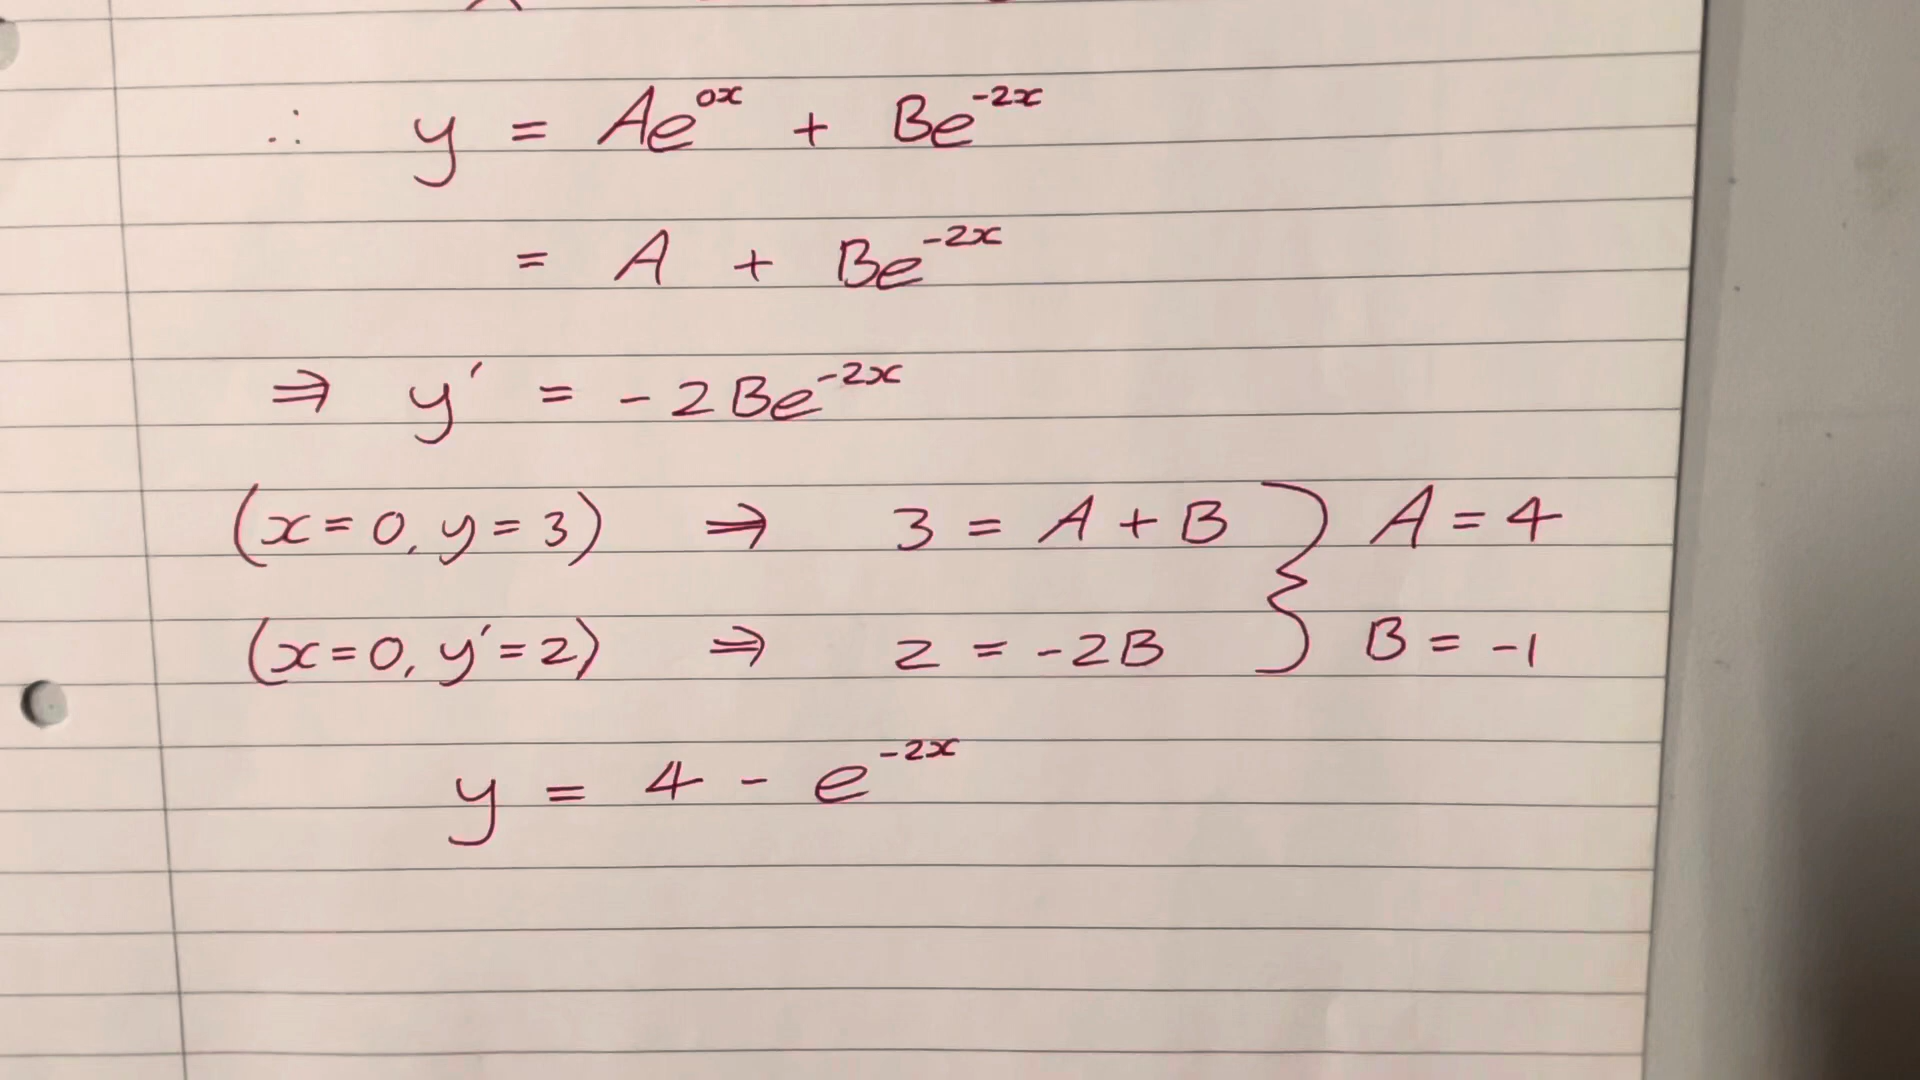 ∴ y = Ae^{0x} + Be^{-2x}
= A + Be^{-2x}
⇒ y' = -2Be^{-2x}
(x=0, y=3) ⇒ 3 = A + B } A = 4
(x=0, y'=2) ⇒ 2 = -2B } B = -1
y = 4 - e^{-2x}